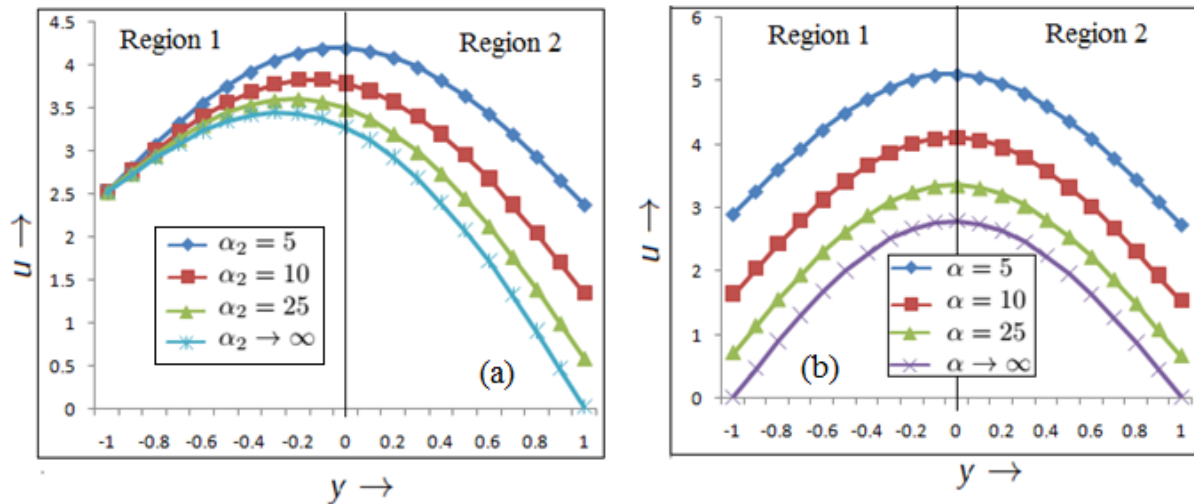 Region 1
Region 2
4.5
4
3.5
3
2.5
2
1.5
1
0.5
0
u →
α₂ = 5
α₂ = 10
α₂ = 25
α₂ → ∞
(a)
-1 -0.8 -0.6 -0.4 -0.2 0 0.2 0.4 0.6 0.8 1
y →
Region 1
Region 2
6
5
4
3
2
1
0
u →
α = 5
α = 10
α = 25
α → ∞
(b)
-1 -0.8 -0.6 -0.4 -0.2 0 0.2 0.4 0.6 0.8 1
y →